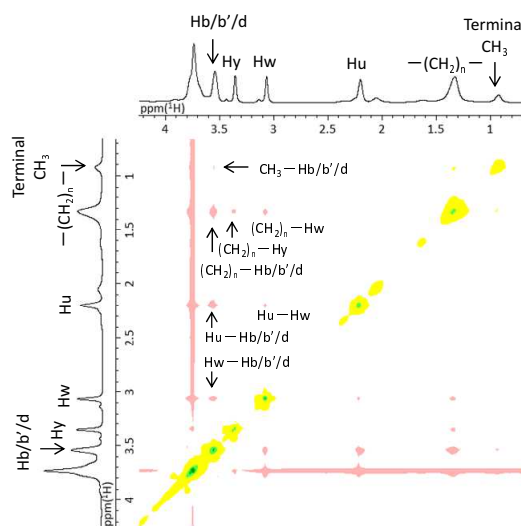 Hb/b’/d
Terminal
CH3
Hy
Hw
Hu
—(CH2)n—
ppm(1H)
4
3.5
3
2.5
2
1.5
1
Terminal
CH3
—(CH2)n—
Hu
Hw
Hy
Hb/b’/d
1
1.5
2
2.5
3
3.5
4
ppm(1H)
CH3—Hb/b’/d
(CH2)n—Hw
(CH2)n—Hy
(CH2)n—Hb/b’/d
Hu—Hw
Hu—Hb/b’/d
Hw—Hb/b’/d